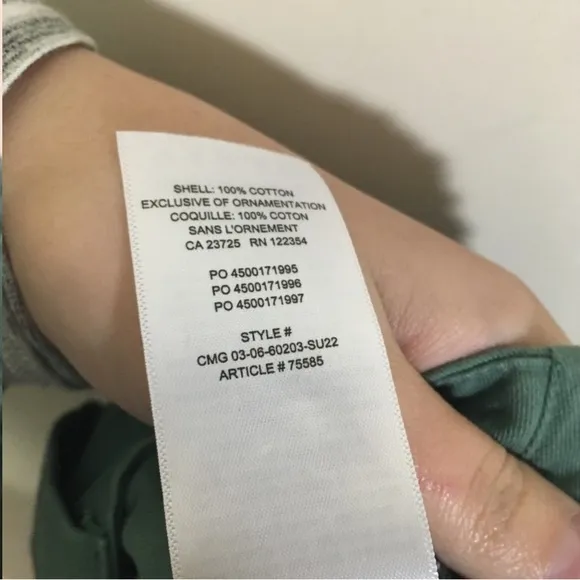 SHELL: 100% COTTON
EXCLUSIVE OF ORNAMENTATION
COQUILLE: 100% COTON
SANS L'ORNEMENT
CA 23725 RN 122354
PO 4500171995
PO 4500171996
PO 4500171997
STYLE #
CMG 03-06-60203-SU22
ARTICLE # 75585